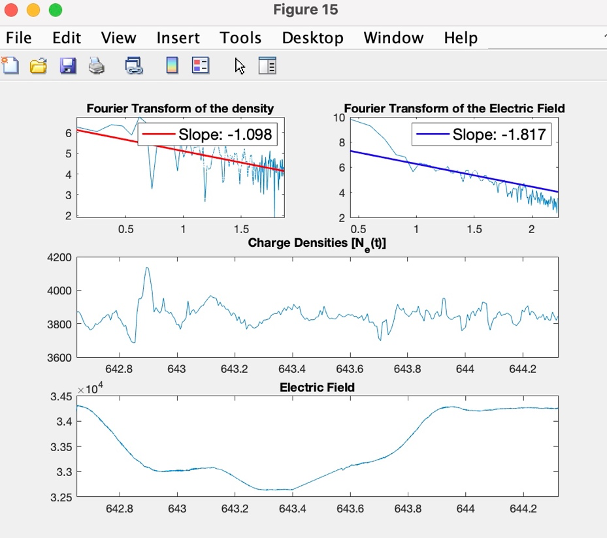 Figure 15
File Edit View Insert Tools Desktop Window Help
Fourier Transform of the density
Fourier Transform of the Electric Field
Slope: -1.098
Slope: -1.817
6
5
4
3
2
0.5 1 1.5
10
8
6
4
2
0.5 1 1.5 2
Charge Densities [Ne(t)]
4200
4000
3800
3600
642.8 643 643.2 643.4 643.6 643.8 644 644.2
Electric Field
×10^4
3.45
3.4
3.35
3.3
3.25
642.8 643 643.2 643.4 643.6 643.8 644 644.2